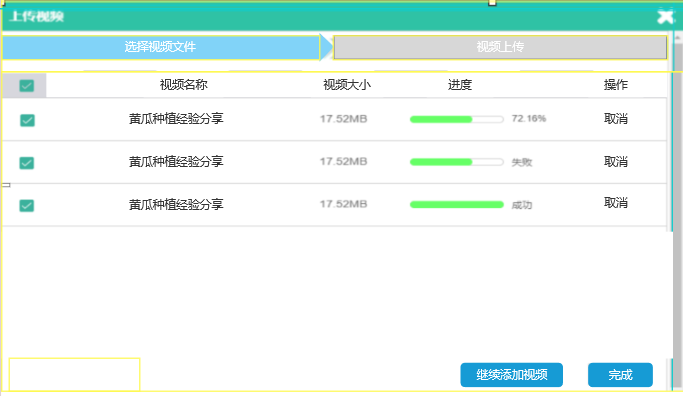 上传视频
选择视频文件 视频上传
视频名称 视频大小 进度 操作
黄瓜种植经验分享 17.52MB 72.16% 取消
黄瓜种植经验分享 17.52MB 失败 取消
黄瓜种植经验分享 17.52MB 成功 取消
继续添加视频 完成